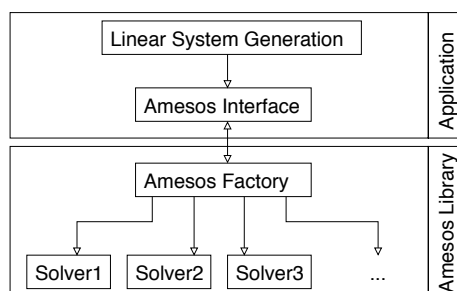 Linear System Generation
Amesos Interface
Application
Amesos Factory
Solver1
Solver2
Solver3
...
Amesos Library